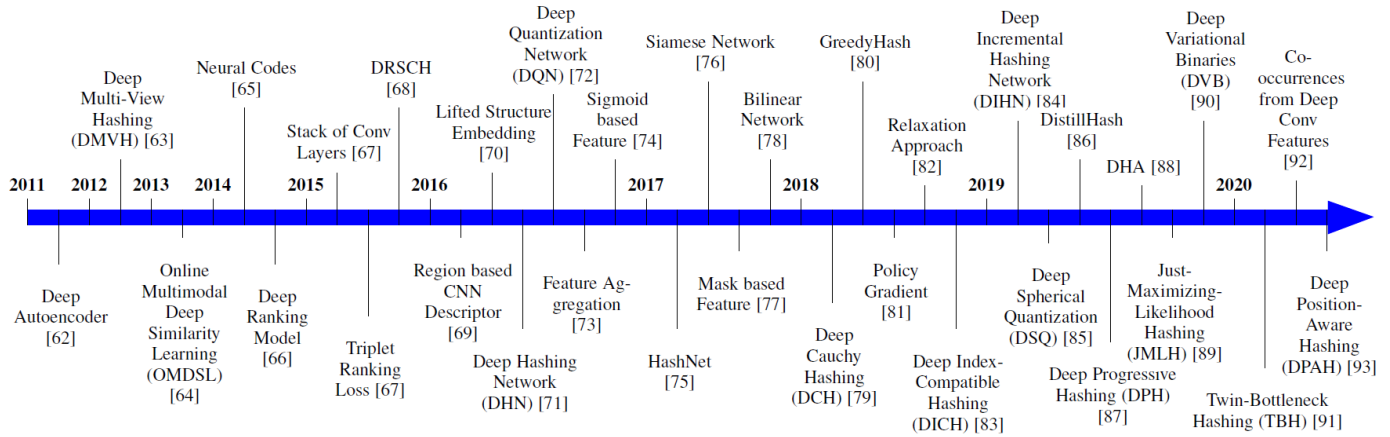 Deep
Multi-View
Hashing
(DMVH) [63]
Neural Codes
[65]
Stack of Conv
Layers [67]
DRSCH
[68]
Lifted Structure
Embedding
[70]
Deep
Quantization
Network
(DQN) [72]
Sigmoid
based
Feature [74]
Siamese Network
[76]
Bilinear
Network
[78]
GreedyHash
[80]
Relaxation
Approach
[82]
Deep
Incremental
Hashing
Network
(DIHN) [84]
DistillHash
[86]
DHA [88]
Deep
Variational
Binaries
(DVB)
[90]
Co-
occurrences
from Deep
Conv
Features
[92]
2011 2012 2013 2014 2015 2016 2017 2018 2019 2020
Deep
Autoencoder
[62]
Online
Multimodal
Deep
Similarity
Learning
(OMDSL)
[64]
Deep
Ranking
Model
[66]
Triplet
Ranking
Loss [67]
Region based
CNN
Descriptor
[69]
Deep Hashing
Network
(DHN) [71]
Feature Ag-
gregation
[73]
HashNet
[75]
Mask based
Feature [77]
Deep
Cauchy
Hashing
(DCH) [79]
Policy
Gradient
[81]
Deep Index-
Compatible
Hashing
(DICH) [83]
Deep
Spherical
Quantization
(DSQ) [85]
Deep Progressive
Hashing (DPH)
[87]
Just-
Maximizing-
Likelihood
Hashing
(JMLH) [89]
Twin-Bottleneck
Hashing (TBH) [91]
Deep
Position-
Aware
Hashing
(DPAH) [93]